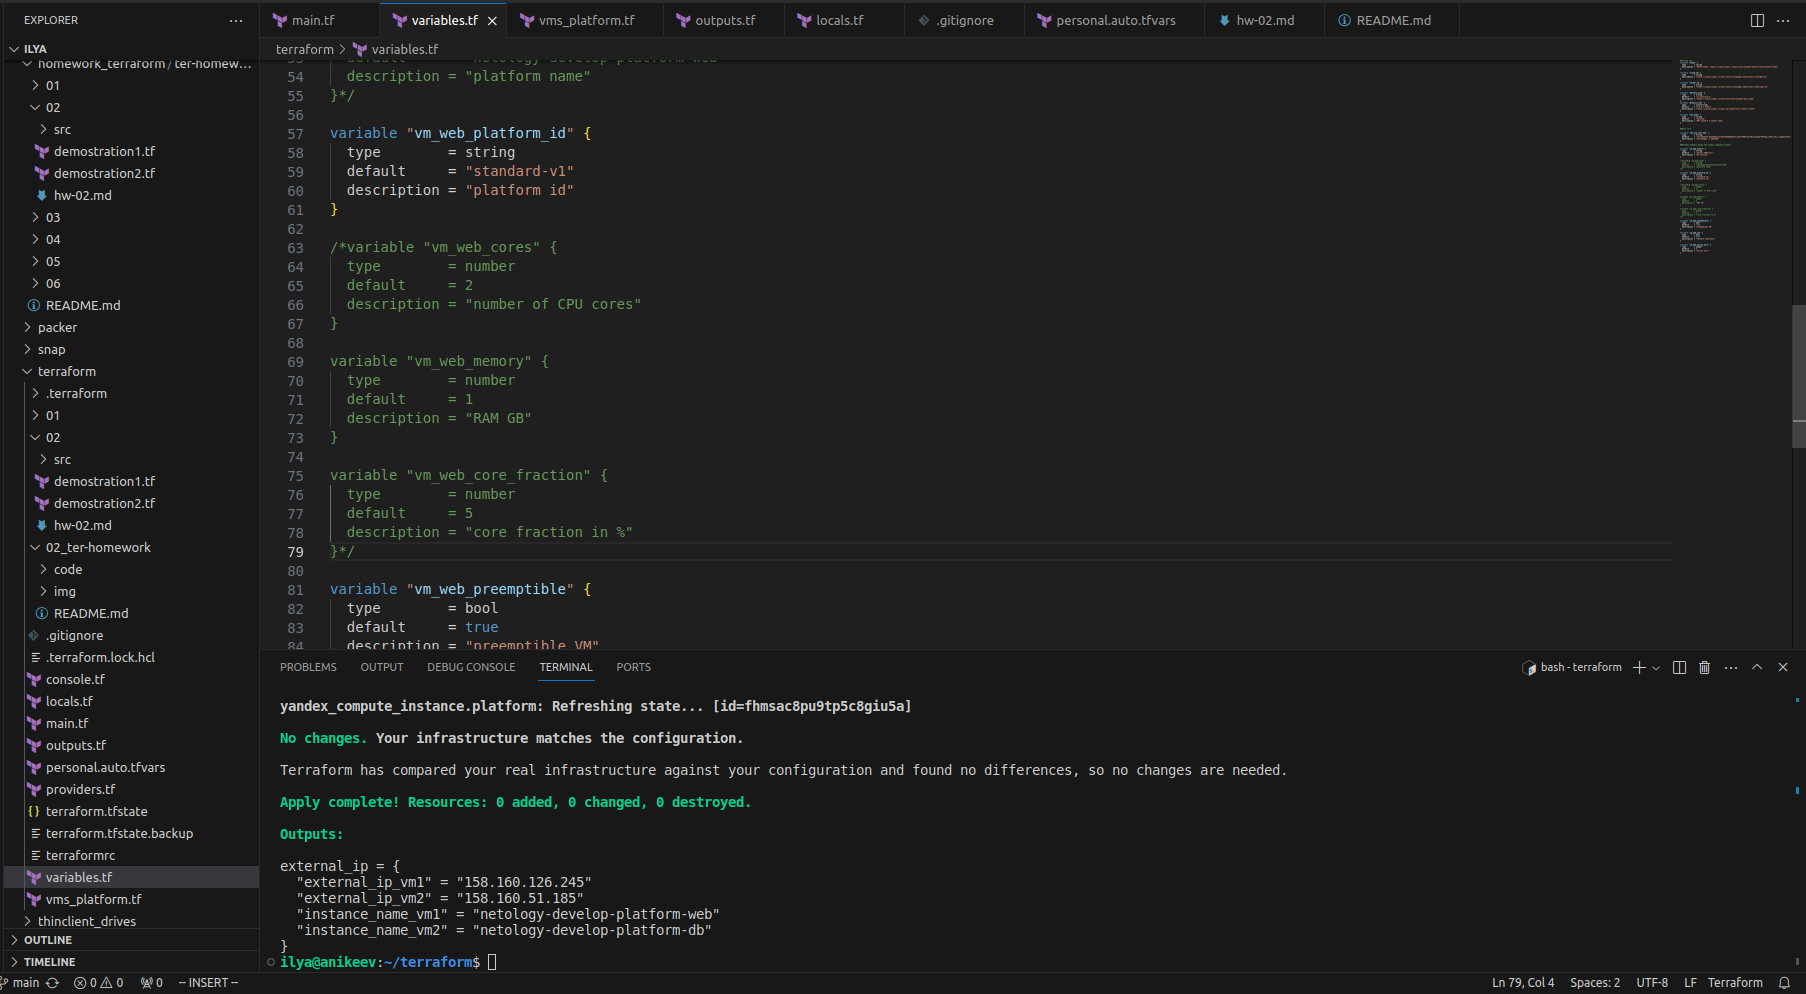 EXPLORER
ILYA
homework_terraform / ter-homew...
01
02
src
demostration1.tf
demostration2.tf
hw-02.md
03
04
05
06
README.md
packer
snap
terraform
.terraform
01
02
src
demostration1.tf
demostration2.tf
hw-02.md
02_ter-homework
code
img
README.md
.gitignore
.terraform.lock.hcl
console.tf
locals.tf
main.tf
outputs.tf
personal.auto.tfvars
providers.tf
terraform.tfstate
terraform.tfstate.backup
terraformrc
variables.tf
vms_platform.tf
thinclient_drives
OUTLINE
TIMELINE
main.tf variables.tf vms_platform.tf outputs.tf locals.tf .gitignore personal.auto.tfvars hw-02.md README.md
terraform > variables.tf
53 default = "netology-develop-platform-web"
54 description = "platform name"
55 }*/
56
57 variable "vm_web_platform_id" {
58 type = string
59 default = "standard-v1"
60 description = "platform id"
61 }
62
63 /*variable "vm_web_cores" {
64 type = number
65 default = 2
66 description = "number of CPU cores"
67 }
68
69 variable "vm_web_memory" {
70 type = number
71 default = 1
72 description = "RAM GB"
73 }
74
75 variable "vm_web_core_fraction" {
76 type = number
77 default = 5
78 description = "core fraction in %"
79 }*/
80
81 variable "vm_web_preemptible" {
82 type = bool
83 default = true
84 description = "preemptible VM"
PROBLEMS OUTPUT DEBUG CONSOLE TERMINAL PORTS
bash - terraform
yandex_compute_instance.platform: Refreshing state... [id=fhmsac8pu9tp5c8giu5a]
No changes. Your infrastructure matches the configuration.
Terraform has compared your real infrastructure against your configuration and found no differences, so no changes are needed.
Apply complete! Resources: 0 added, 0 changed, 0 destroyed.
Outputs:
external_ip = {
"external_ip_vm1" = "158.160.126.245"
"external_ip_vm2" = "158.160.51.185"
"instance_name_vm1" = "netology-develop-platform-web"
"instance_name_vm2" = "netology-develop-platform-db"
}
ilya@anikeev:~/terraform$
main 0 0 0 -- INSERT -- Ln 79, Col 4 Spaces: 2 UTF-8 LF Terraform